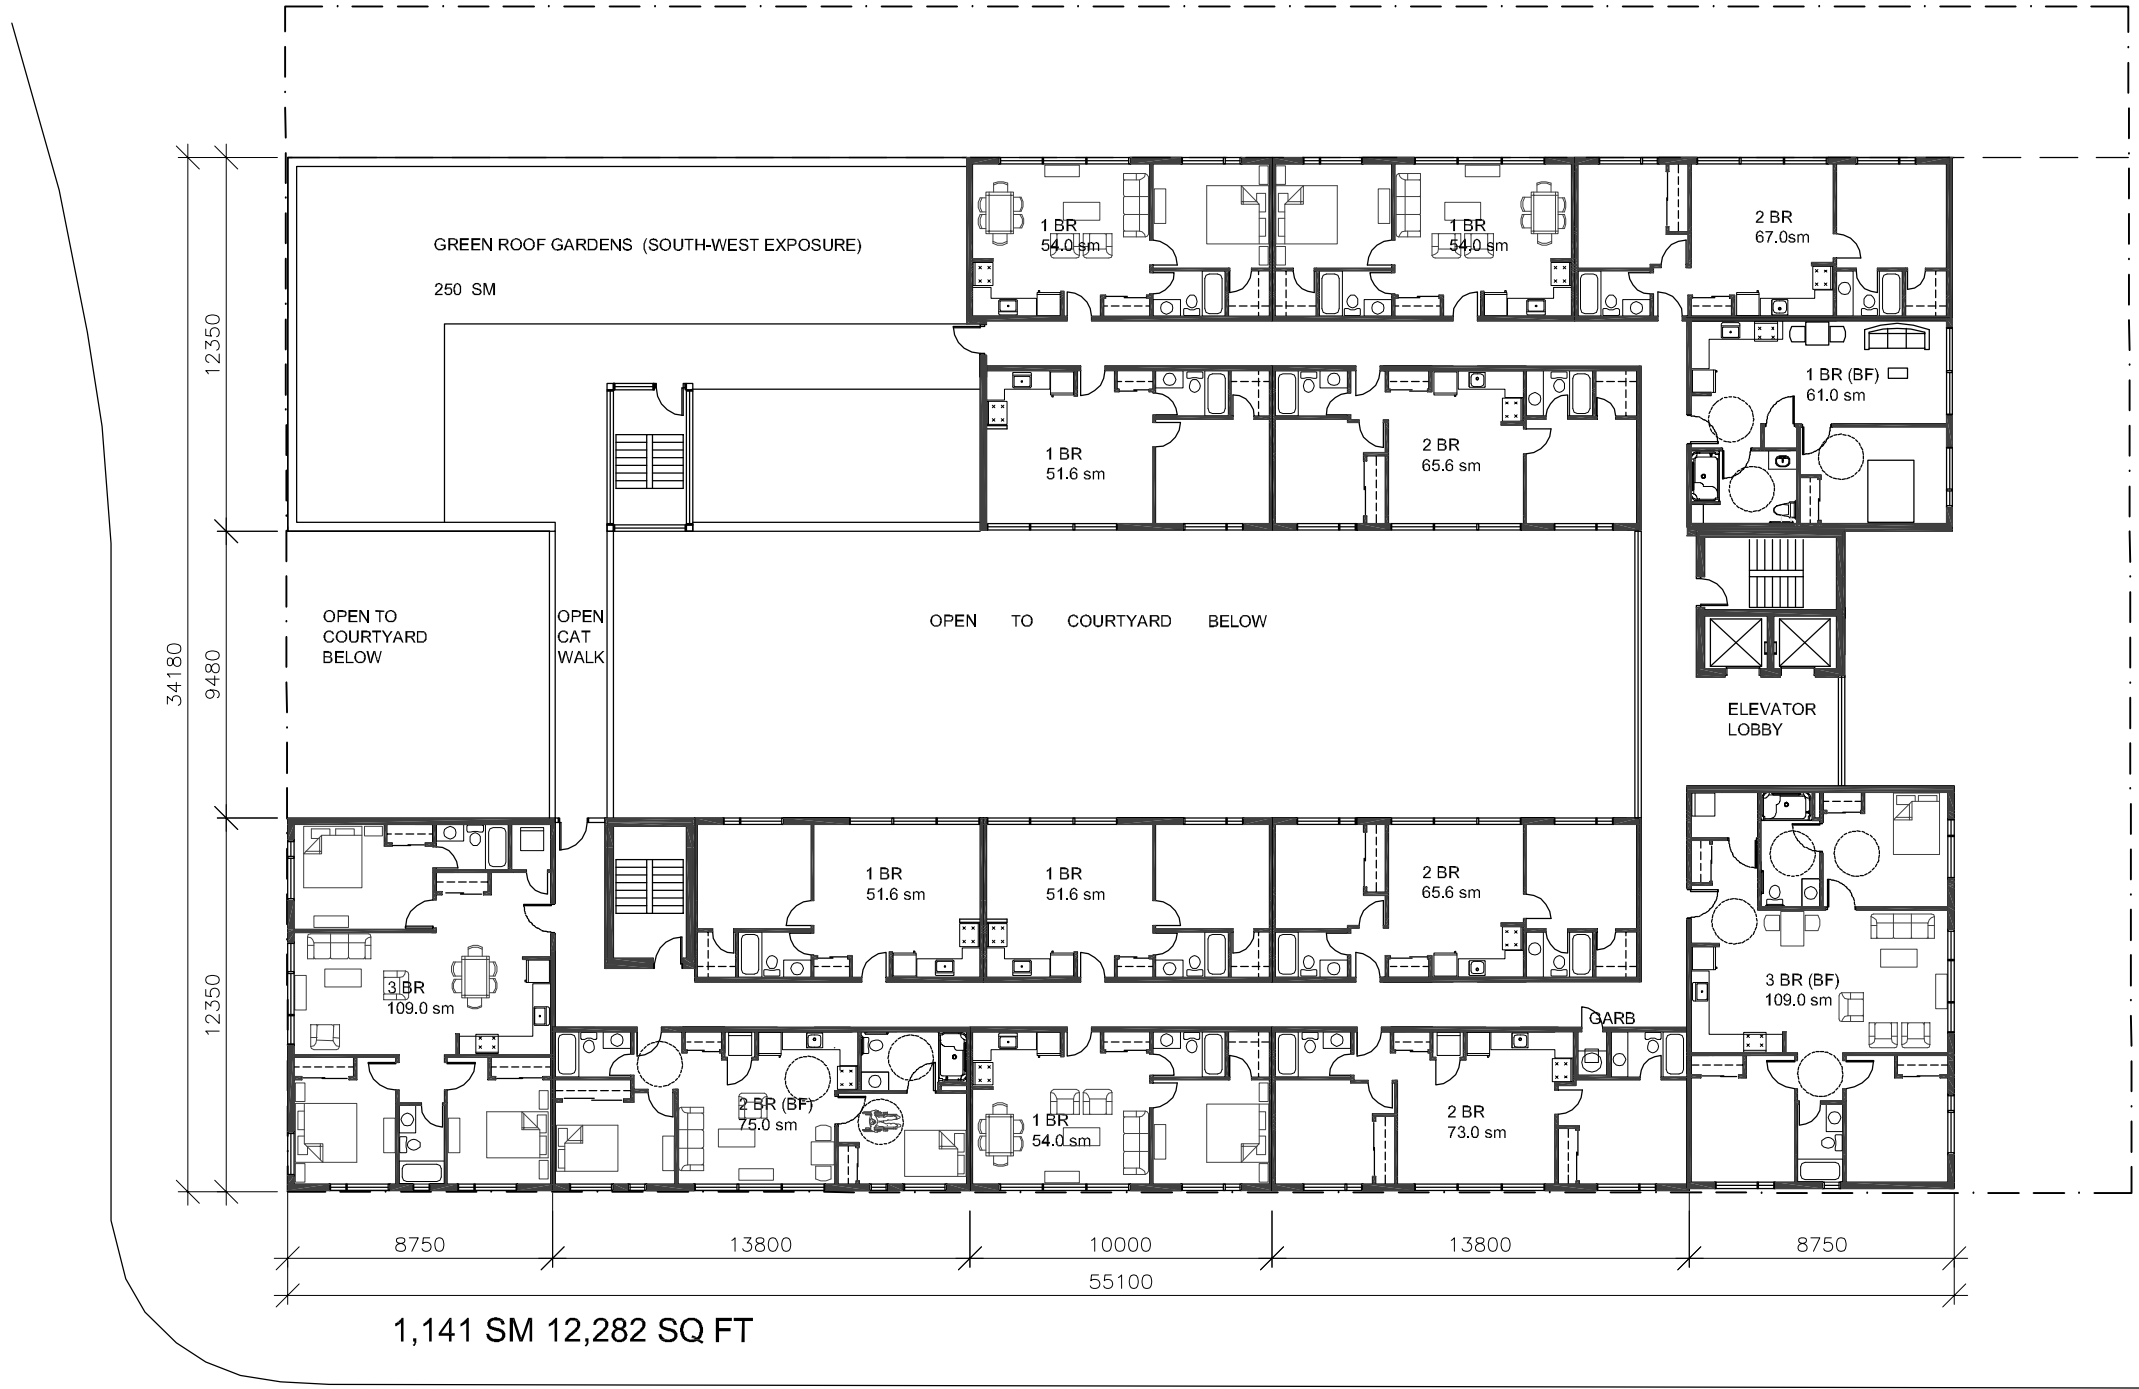 1 BR
54.0 sm
1 BR
54.0 sm
2 BR
67.0sm
GREEN ROOF GARDENS (SOUTH-WEST EXPOSURE)
250 SM
12350
1 BR (BF)
61.0 sm
1 BR
51.6 sm
2 BR
65.6 sm
OPEN TO
COURTYARD
BELOW
OPEN
CAT
WALK
OPEN TO COURTYARD BELOW
34180
9480
ELEVATOR
LOBBY
1 BR
51.6 sm
1 BR
51.6 sm
2 BR
65.6 sm
3 BR
109.0 sm
3 BR (BF)
109.0 sm
12350
GARB
2 BR (BF)
75.0 sm
1 BR
54.0 sm
2 BR
73.0 sm
8750
13800
10000
13800
8750
55100
1,141 SM 12,282 SQ FT